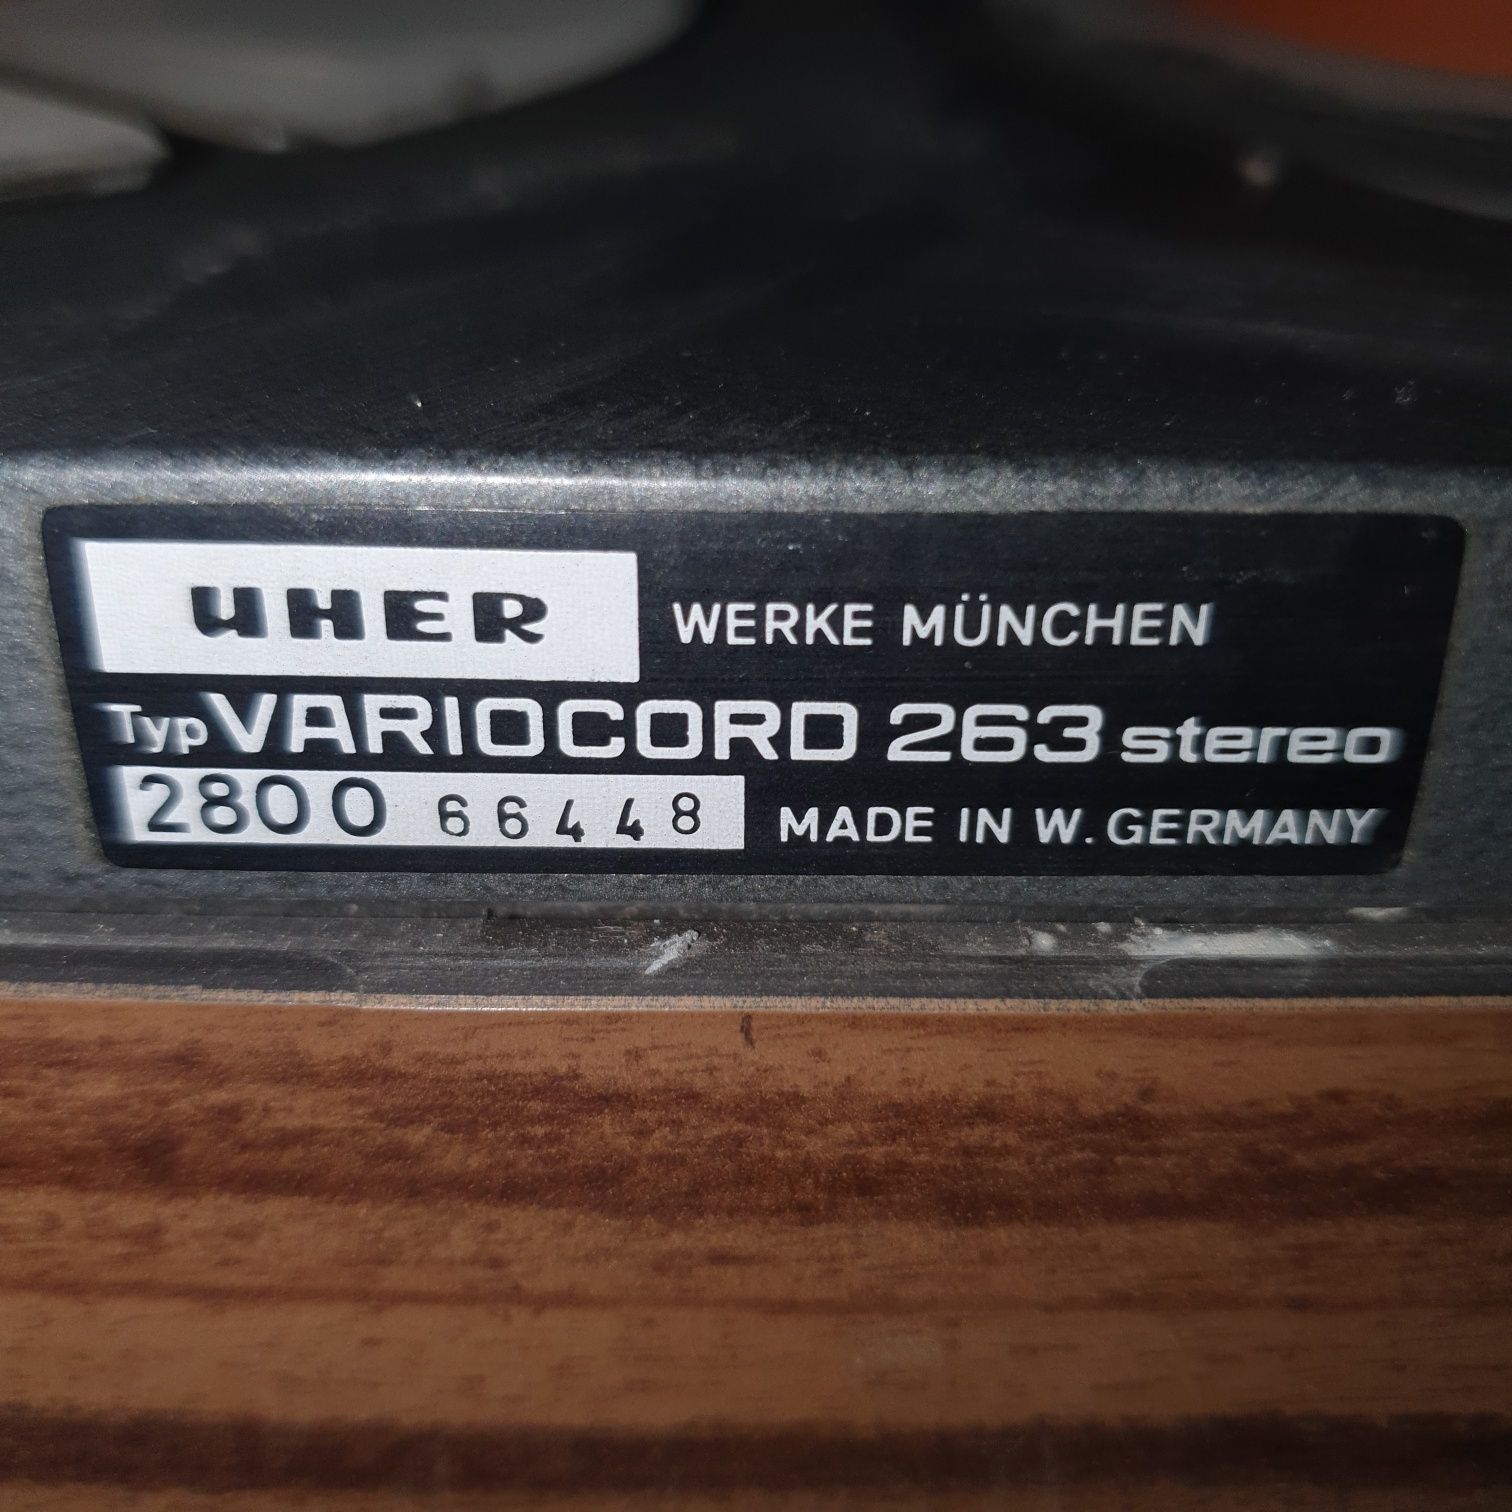 UHER WERKE MÜNCHEN
Typ VARIOCORD 263 stereo
2800 66448 MADE IN W. GERMANY